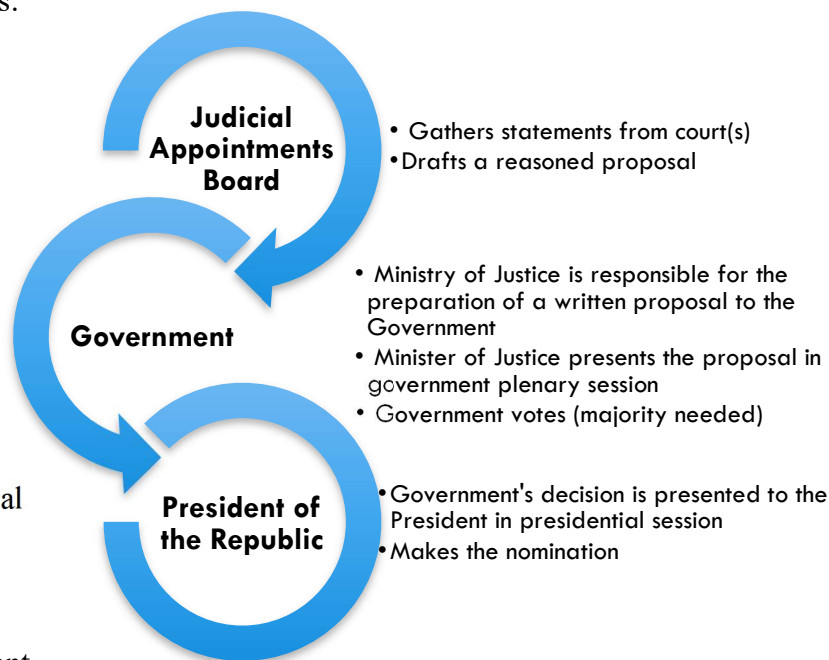 s.
Judicial
Appointments
Board
• Gathers statements from court(s)
• Drafts a reasoned proposal
Government
• Ministry of Justice is responsible for the
preparation of a written proposal to the
Government
• Minister of Justice presents the proposal in
government plenary session
• Government votes (majority needed)
al
President of
the Republic
• Government's decision is presented to the
President in presidential session
• Makes the nomination